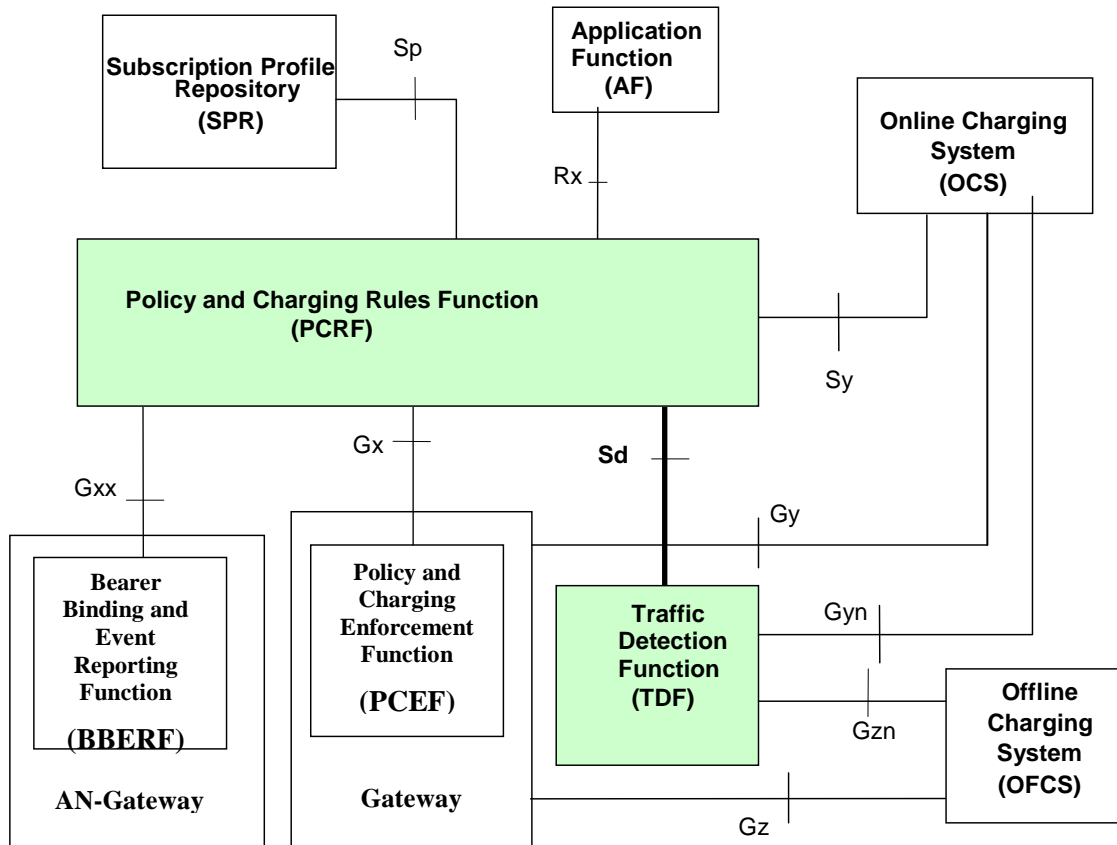 Subscription Profile
Repository
(SPR)
Sp
Application
Function
(AF)
Rx
Online Charging
System
(OCS)
Policy and Charging Rules Function
(PCRF)
Sy
Gxx
Gx
Sd
Gy
Bearer
Binding and
Event
Reporting
Function
(BBERF)
AN-Gateway
Policy and
Charging
Enforcement
Function
(PCEF)
Gateway
Traffic
Detection
Function
(TDF)
Gyn
Gzn
Gz
Offline
Charging
System
(OFCS)